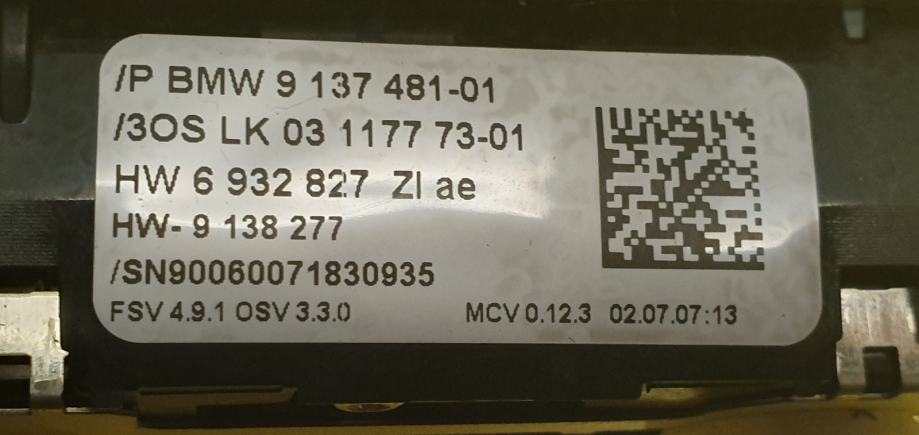 /P BMW 9 137 481-01
/3OS LK 03 1177 73-01
HW 6 932 827 ZI ae
HW- 9 138 277
/SN90060071830935
FSV 4.9.1 OSV 3.3.0 MCV 0.12.3 02.07.07:13